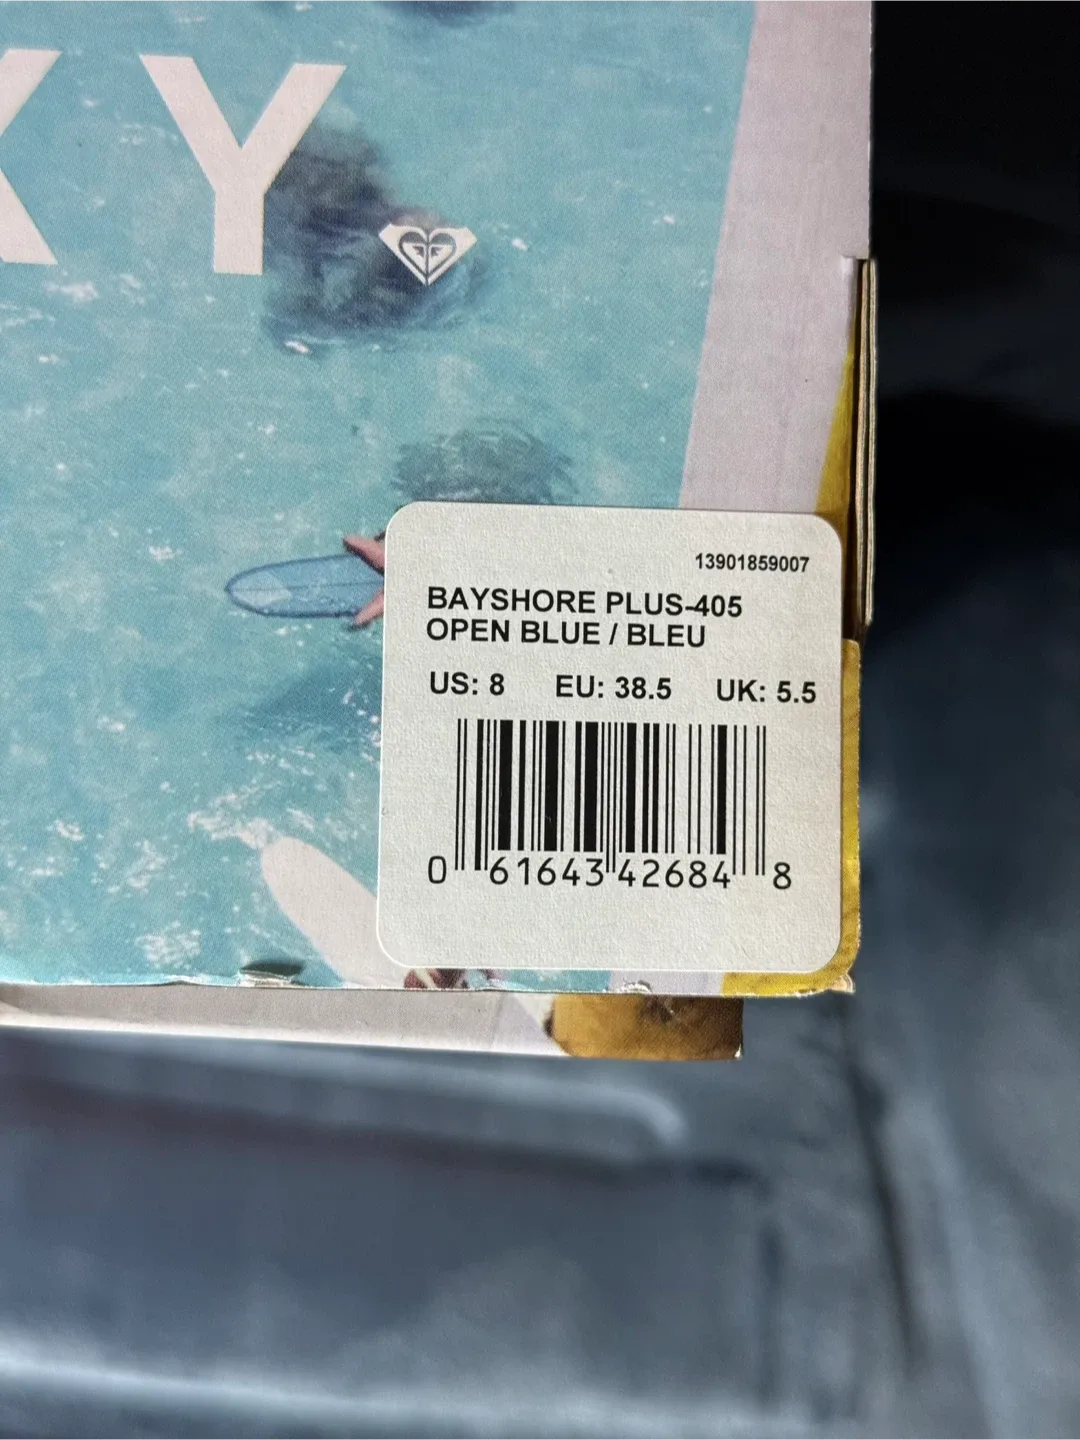 XY
13901859007
BAYSHORE PLUS-405
OPEN BLUE / BLEU
US: 8 EU: 38.5 UK: 5.5
0 61643 42684 8